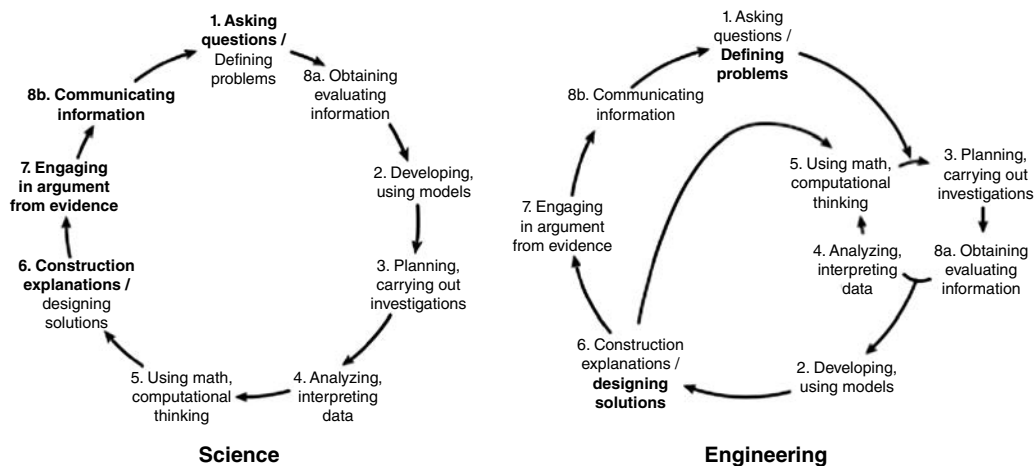 1. Asking
questions /
Defining
problems
8a. Obtaining
evaluating
information
2. Developing,
using models
3. Planning,
carrying out
investigations
4. Analyzing,
interpreting
data
5. Using math,
computational
thinking
6. Construction
explanations /
designing
solutions
7. Engaging
in argument
from evidence
8b. Communicating
information
Science
1. Asking
questions /
Defining
problems
3. Planning,
carrying out
investigations
8a. Obtaining
evaluating
information
5. Using math,
computational
thinking
4. Analyzing,
interpreting
data
2. Developing,
using models
6. Construction
explanations /
designing
solutions
7. Engaging
in argument
from evidence
8b. Communicating
information
Engineering